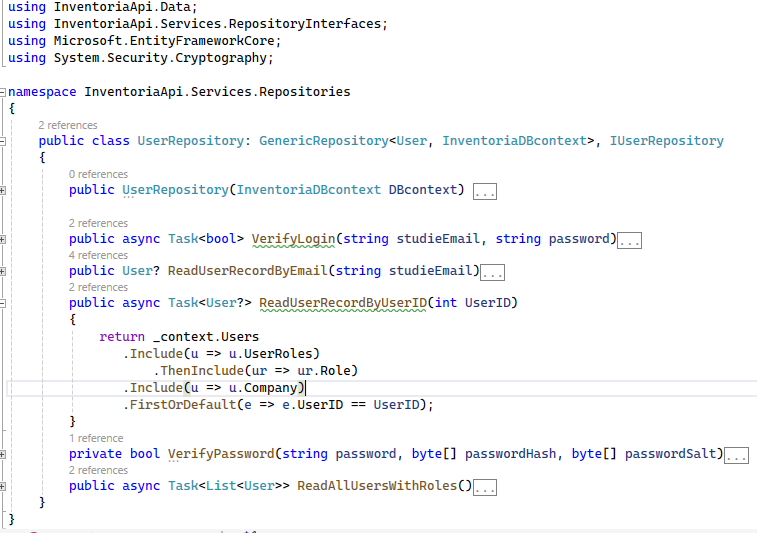 using InventoriaApi.Data;
using InventoriaApi.Services.RepositoryInterfaces;
using Microsoft.EntityFrameworkCore;
using System.Security.Cryptography;
namespace InventoriaApi.Services.Repositories
{
2 references
public class UserRepository: GenericRepository<User, InventoriaDBcontext>, IUserRepository
{
0 references
public UserRepository(InventoriaDBcontext DBcontext) ...
2 references
public async Task<bool> VerifyLogin(string studieEmail, string password)...
4 references
public User? ReadUserRecordByEmail(string studieEmail)...
2 references
public async Task<User?> ReadUserRecordByUserID(int UserID)
{
return _context.Users
.Include(u => u.UserRoles)
.ThenInclude(ur => ur.Role)
.Include(u => u.Company)
.FirstOrDefault(e => e.UserID == UserID);
}
1 reference
private bool VerifyPassword(string password, byte[] passwordHash, byte[] passwordSalt)...
2 references
public async Task<List<User>> ReadAllUsersWithRoles()...
}
}